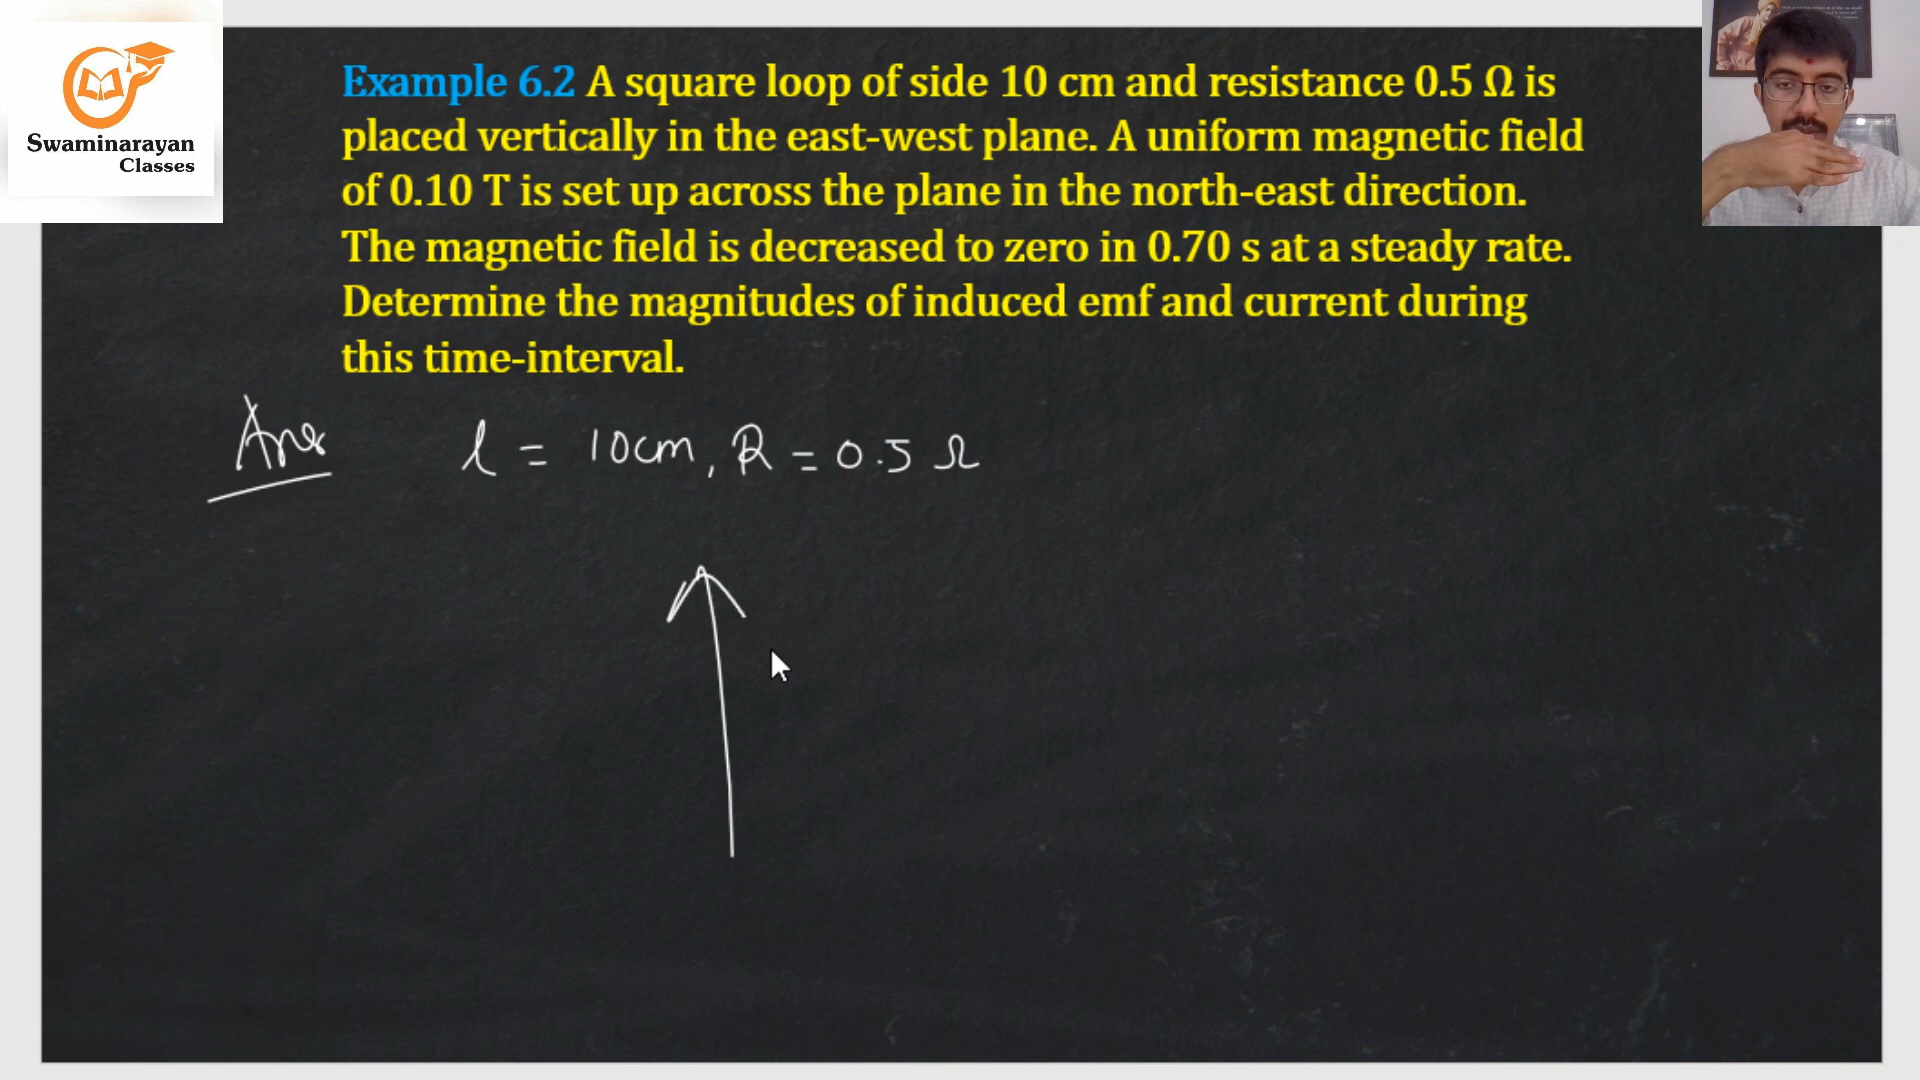 Swaminarayan
Classes
Example 6.2 A square loop of side 10 cm and resistance 0.5 Ω is
placed vertically in the east-west plane. A uniform magnetic field
of 0.10 T is set up across the plane in the north-east direction.
The magnetic field is decreased to zero in 0.70 s at a steady rate.
Determine the magnitudes of induced emf and current during
this time-interval.
Ans l = 10cm, R = 0.5 Ω